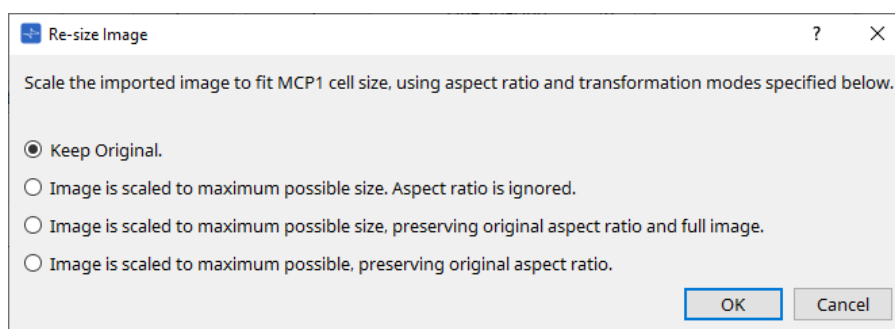 Re-size Image
?
Scale the imported image to fit MCP1 cell size, using aspect ratio and transformation modes specified below.
Keep Original.
Image is scaled to maximum possible size. Aspect ratio is ignored.
Image is scaled to maximum possible size, preserving original aspect ratio and full image.
Image is scaled to maximum possible, preserving original aspect ratio.
OK Cancel